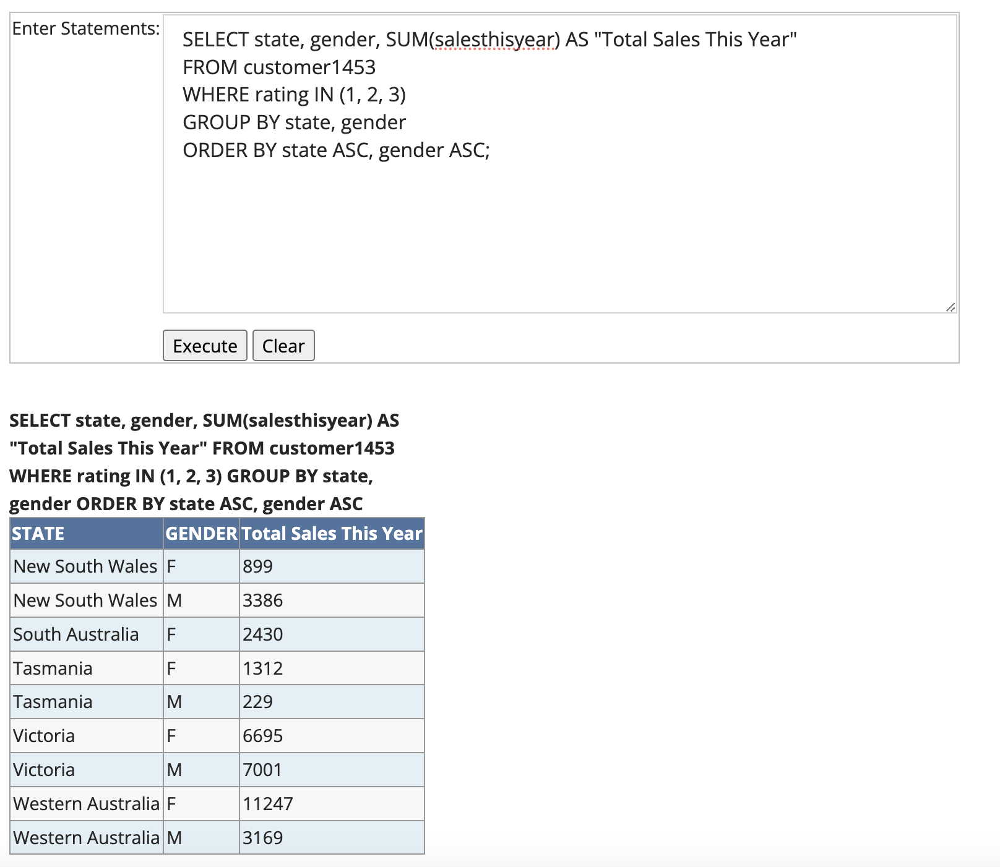 Enter Statements:
SELECT state, gender, SUM(salesthisyear) AS "Total Sales This Year"
FROM customer1453
WHERE rating IN (1, 2, 3)
GROUP BY state, gender
ORDER BY state ASC, gender ASC;
Execute Clear
SELECT state, gender, SUM(salesthisyear) AS
"Total Sales This Year" FROM customer1453
WHERE rating IN (1, 2, 3) GROUP BY state,
gender ORDER BY state ASC, gender ASC
STATE GENDER Total Sales This Year
New South Wales F 899
New South Wales M 3386
South Australia F 2430
Tasmania F 1312
Tasmania M 229
Victoria F 6695
Victoria M 7001
Western Australia F 11247
Western Australia M 3169